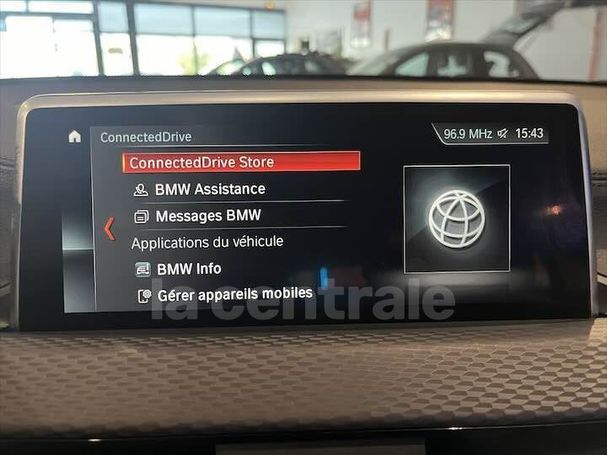 ConnectedDrive
96.9 MHz 15:43
ConnectedDrive Store
BMW Assistance
Messages BMW
Applications du véhicule
BMW Info
Gérer appareils mobiles
la centrale